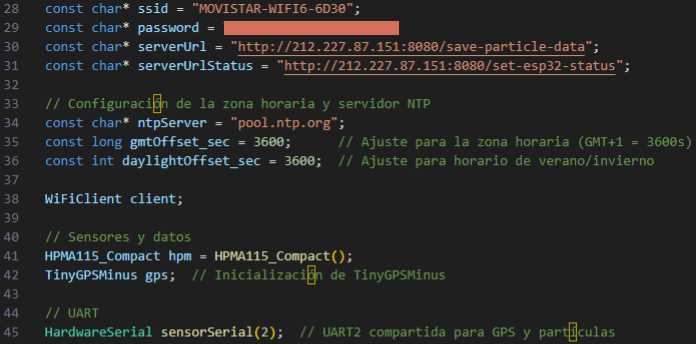 28 const char* ssid = "MOVISTAR-WIFI6-6D30";
29 const char* password =
30 const char* serverUrl = "http://212.227.87.151:8080/save-particle-data";
31 const char* serverUrlStatus = "http://212.227.87.151:8080/set-esp32-status";
32
33 // Configuración de la zona horaria y servidor NTP
34 const char* ntpServer = "pool.ntp.org";
35 const long gmtOffset_sec = 3600; // Ajuste para la zona horaria (GMT+1 = 3600s)
36 const int daylightOffset_sec = 3600; // Ajuste para horario de verano/invierno
37
38 WiFiClient client;
39
40 // Sensores y datos
41 HPMA115_Compact hpm = HPMA115_Compact();
42 TinyGPSMinus gps; // Inicialización de TinyGPSMinus
43
44 // UART
45 HardwareSerial sensorSerial(2); // UART2 compartida para GPS y partículas